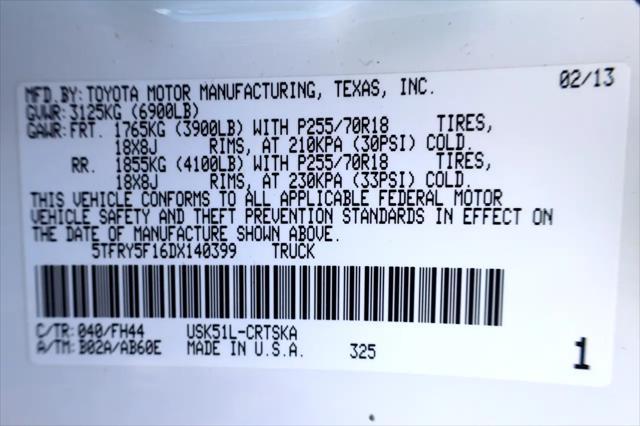 MFD.BY: TOYOTA MOTOR MANUFACTURING, TEXAS, INC. 02/13
GVWR: 3125KG (6900LB)
GAWR: FRT. 1765KG (3900LB) WITH P255/70R18 TIRES,
18X8J RIMS, AT 210KPA (30PSI) COLD.
RR. 1855KG (4100LB) WITH P255/70R18 TIRES,
18X8J RIMS, AT 230KPA (33PSI) COLD.
THIS VEHICLE CONFORMS TO ALL APPLICABLE FEDERAL MOTOR
VEHICLE SAFETY AND THEFT PREVENTION STANDARDS IN EFFECT ON
THE DATE OF MANUFACTURE SHOWN ABOVE.
5TFRY5F16DX140399 TRUCK
C/TR: 040/FH44 USK51L-CRTSKA
A/TM: B02A/AB60E MADE IN U.S.A. 325 1